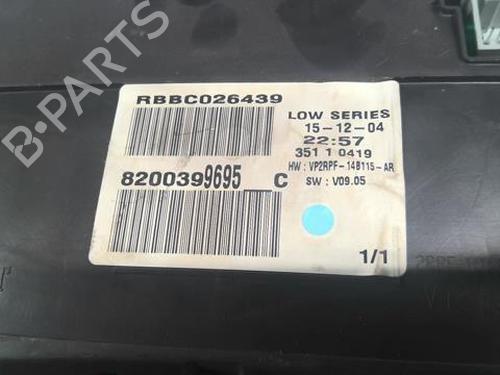 RBBC026439
LOW SERIES
15-12-04
22:57
351 1 0419
HW: VP2RPF-14B115-AR
SW: V09.05
8200399695 C
1/1
B-PARTS